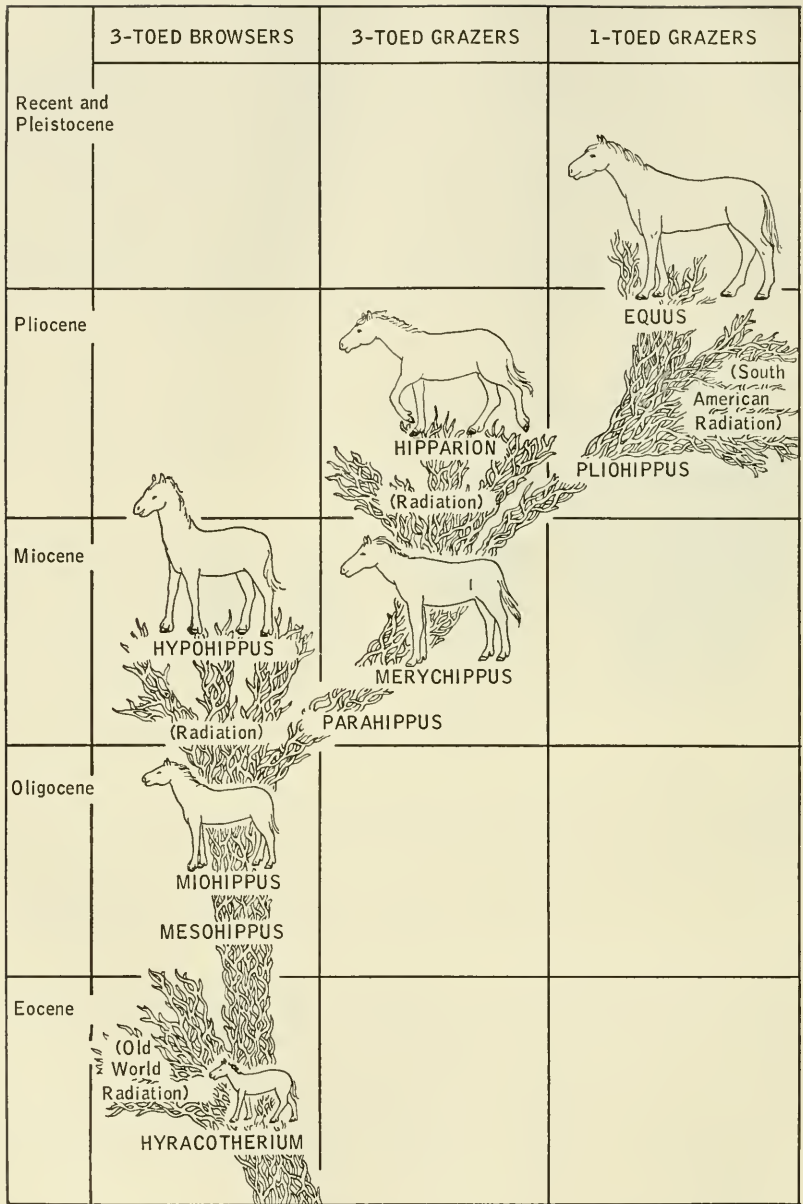 3-TOED BROWSERS
3-TOED GRAZERS
1-TOED GRAZERS
Recent and
Pleistocene
EQUUS
Pliocene
(South
American
Radiation)
HIPPARION
PLIOHIPPUS
(Radiation)
Miocene
HYPOHIPPUS
MERYCHIPPUS
PARAHIPPUS
(Radiation)
Oligocene
MIOHIPPUS
MESOHIPPUS
Eocene
(Old
World
Radiation)
HYRACOTHERIUM